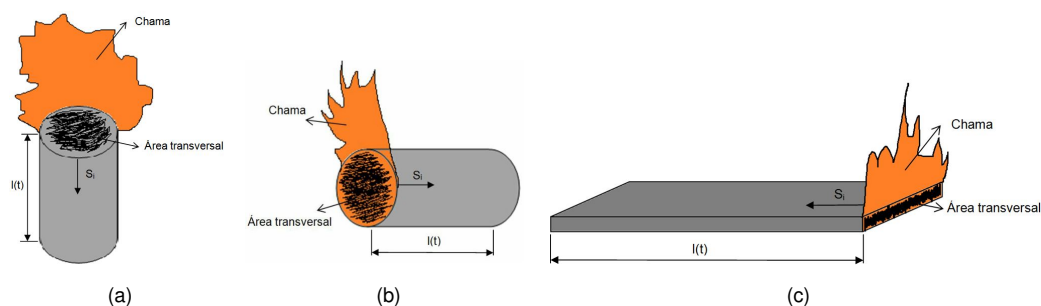 Chama
Área transversal
Sᵢ
l(t)
(a)
Chama
Sᵢ
Área transversal
l(t)
(b)
Chama
Sᵢ
Área transversal
l(t)
(c)